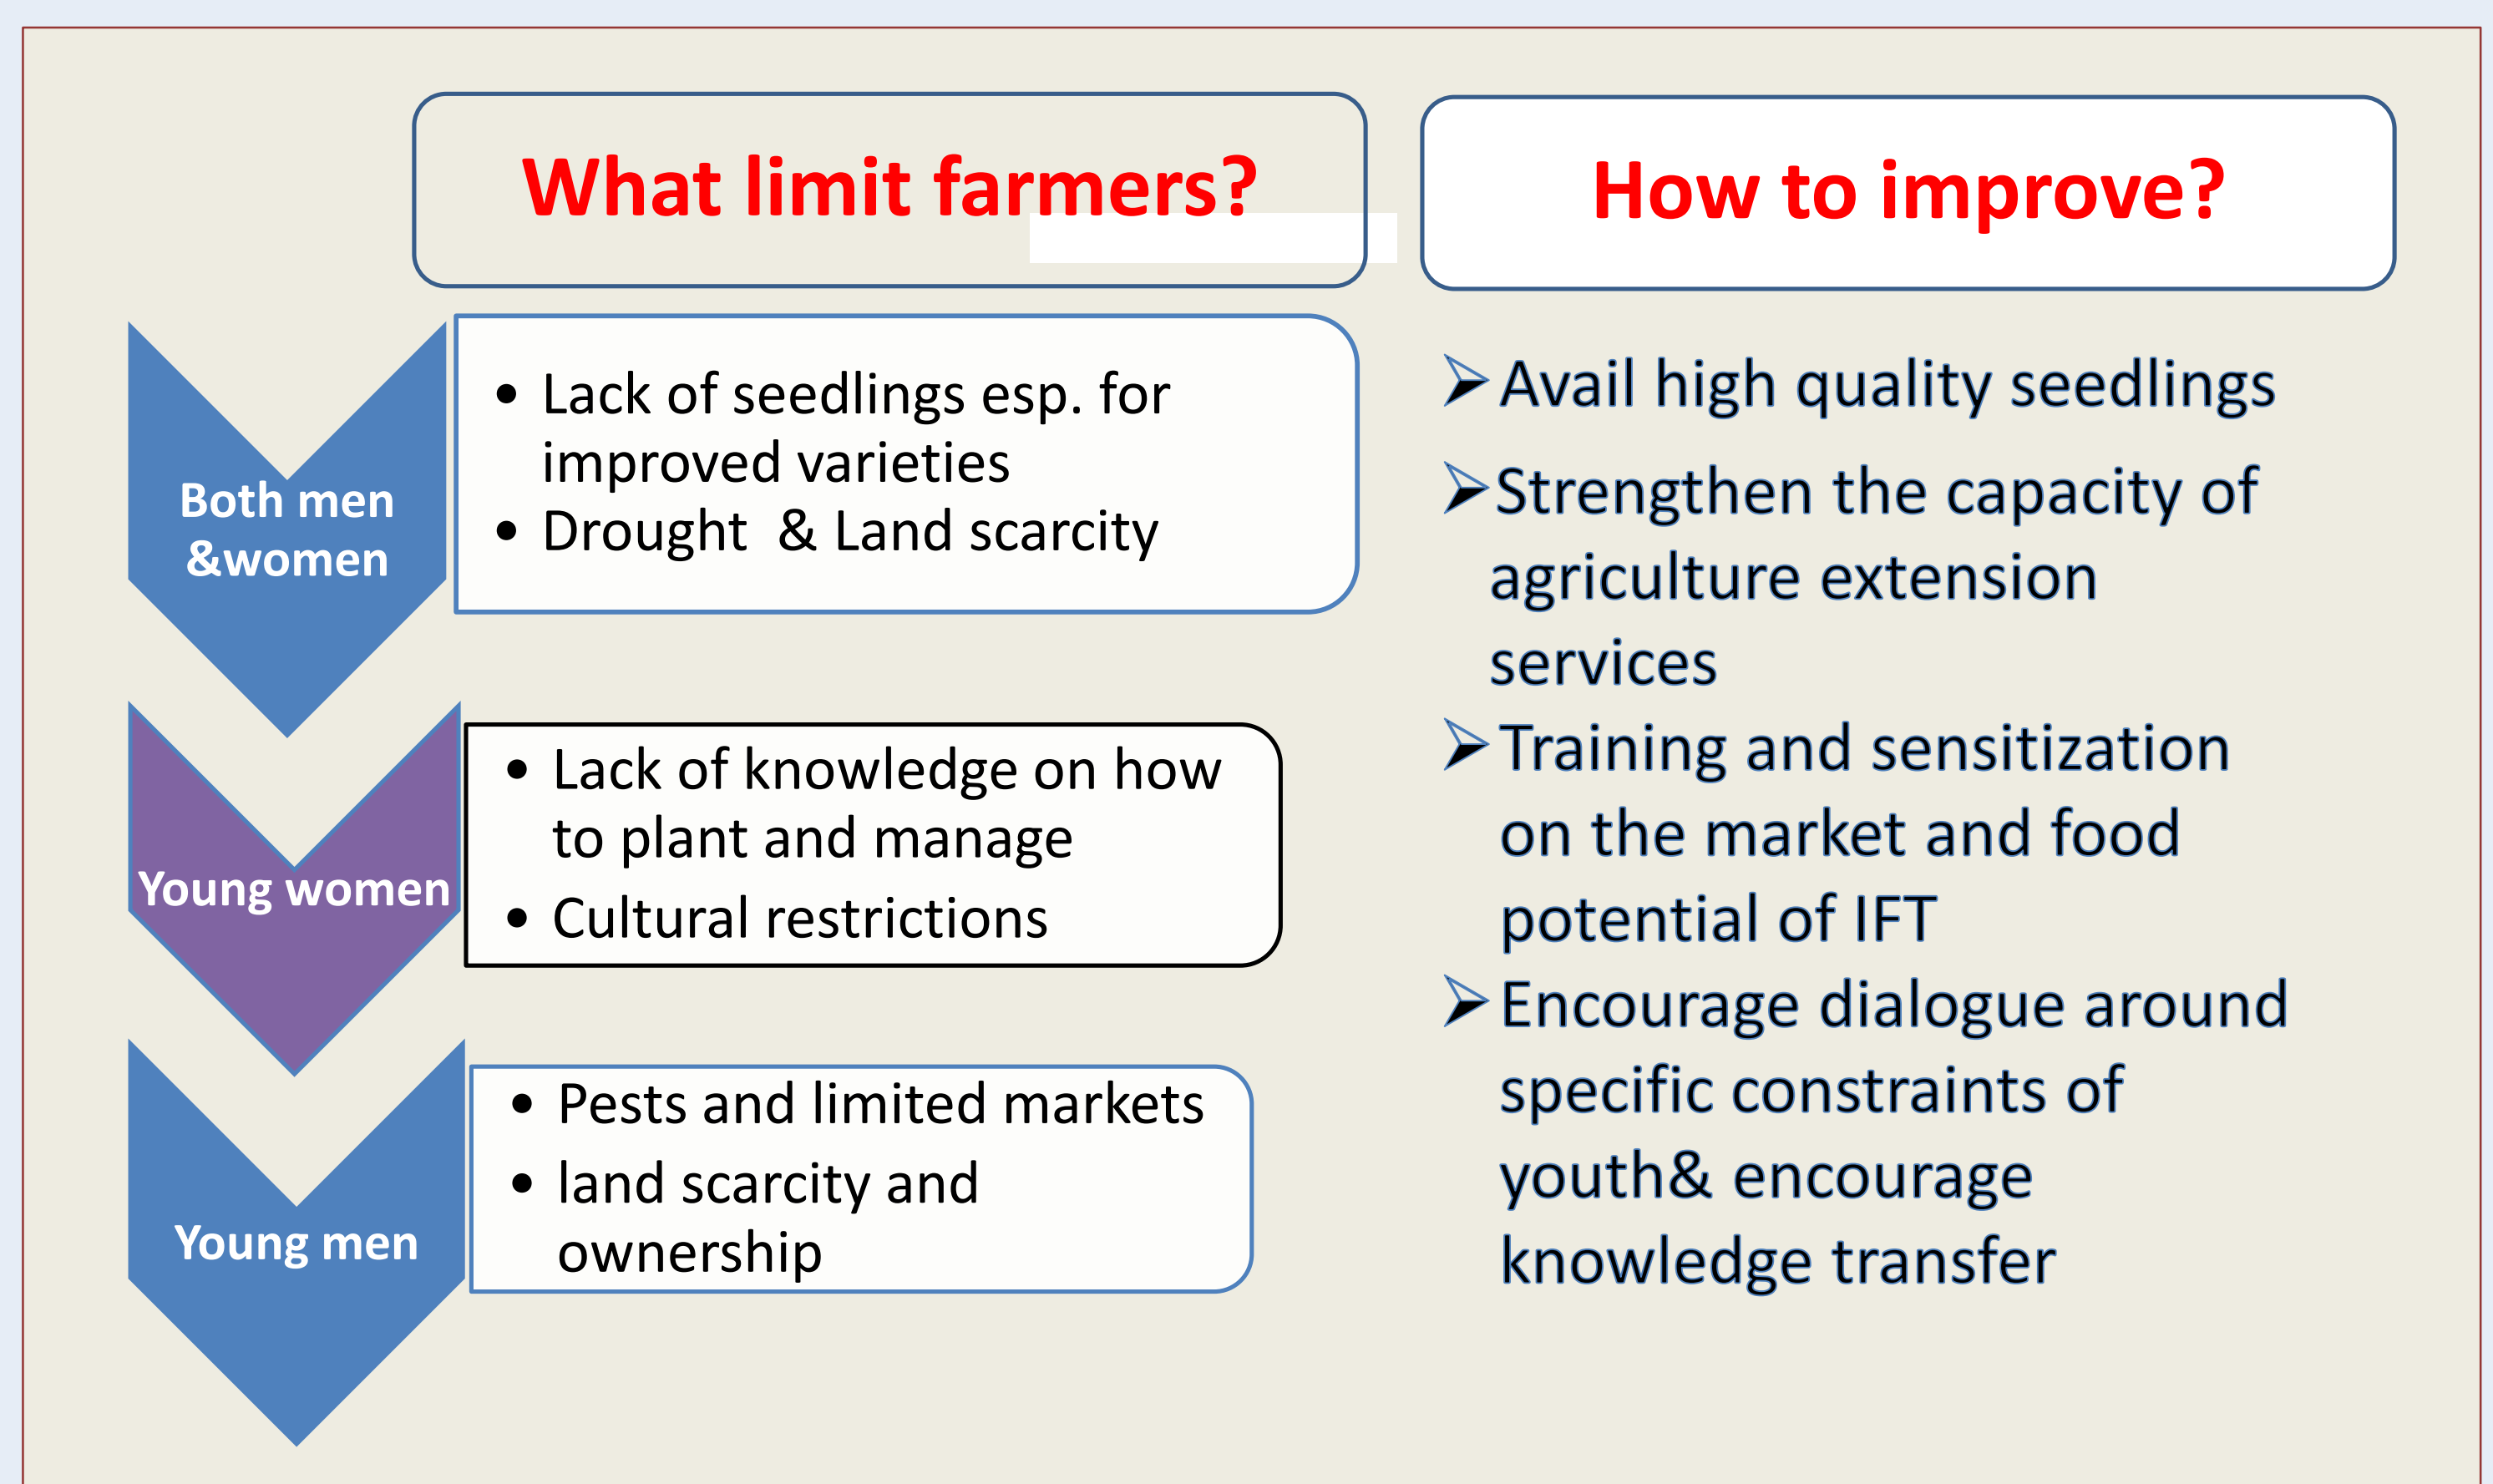 What limit farmers?
Both men
&women
• Lack of seedlings esp. for
improved varieties
• Drought  & Land scarcity
Young women
• Lack of knowledge on how
to plant and manage
• Cultural restrictions
Young men
• Pests and limited markets
• land scarcity and
ownership
How to improve?
➢Avail high quality seedlings
➢Strengthen the capacity of
agriculture extension
services
➢Training and sensitization
on the market and food
potential of IFT
➢Encourage dialogue around
specific constraints of
youth& encourage
knowledge transfer